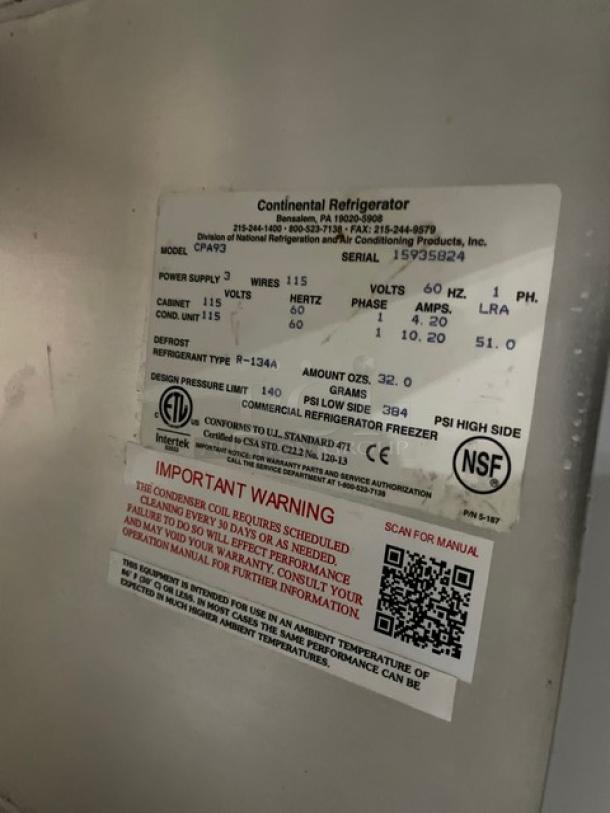 Continental Refrigerator
Bensalem, PA 19020-5908
215-244-1400 • 800-523-7138 • FAX: 215-244-9579
Division of National Refrigeration and Air Conditioning Products, Inc.
MODEL CPA93 SERIAL 15935824
POWER SUPPLY 3 WIRES 115 VOLTS 60 HZ. 1 PH.
VOLTS HERTZ PHASE AMPS. LRA
CABINET 115 60 1 4.20
COND. UNIT 115 60 1 10.20 51.0
DEFROST
REFRIGERANT TYPE R-134A AMOUNT OZS. 32.0
GRAMS
DESIGN PRESSURE LIMIT 140 PSI LOW SIDE 384 PSI HIGH SIDE
COMMERCIAL REFRIGERATOR FREEZER
C ETL US
Intertek
CONFORMS TO U.L. STANDARD 471
Certified to CSA STD. C22.2 No. 120-13
CE
NSF
IMPORTANT NOTICE: FOR WARRANTY PARTS AND SERVICE AUTHORIZATION
CALL THE SERVICE DEPARTMENT AT 1-800-523-7138
P/N 5-187
IMPORTANT WARNING
THE CONDENSER COIL REQUIRES SCHEDULED
CLEANING EVERY 30 DAYS OR AS NEEDED.
FAILURE TO DO SO WILL EFFECT PERFORMANCE
AND MAY VOID YOUR WARRANTY. CONSULT YOUR
OPERATION MANUAL FOR FURTHER INFORMATION.
SCAN FOR MANUAL
THIS EQUIPMENT IS INTENDED FOR USE IN AN AMBIENT TEMPERATURE OF
86° F (30° C) OR LESS. IN MOST CASES THE SAME PERFORMANCE CAN BE
EXPECTED IN MUCH HIGHER AMBIENT TEMPERATURES.